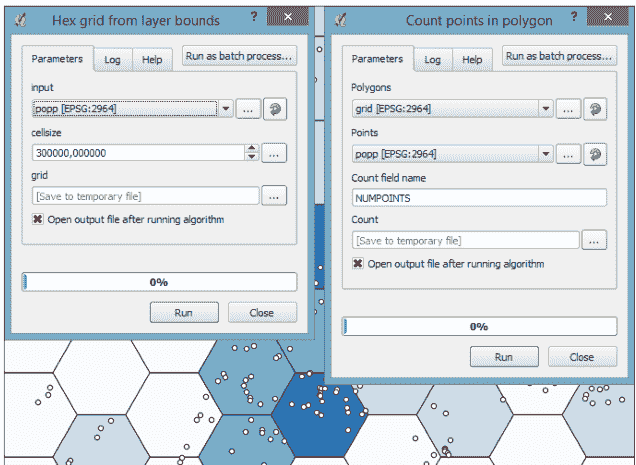 Hex grid from layer bounds
?
×
Parameters
Log
Help
Run as batch process...
input
popp [EPSG:2964]
...
cellsize
300000,000000
...
grid
[Save to temporary file]
...
Open output file after running algorithm
0%
Run
Close
Count points in polygon
?
×
Parameters
Log
Help
Run as batch process...
Polygons
grid [EPSG:2964]
...
Points
popp [EPSG:2964]
...
Count field name
NUMPOINTS
Count
[Save to temporary file]
...
Open output file after running algorithm
0%
Run
Close